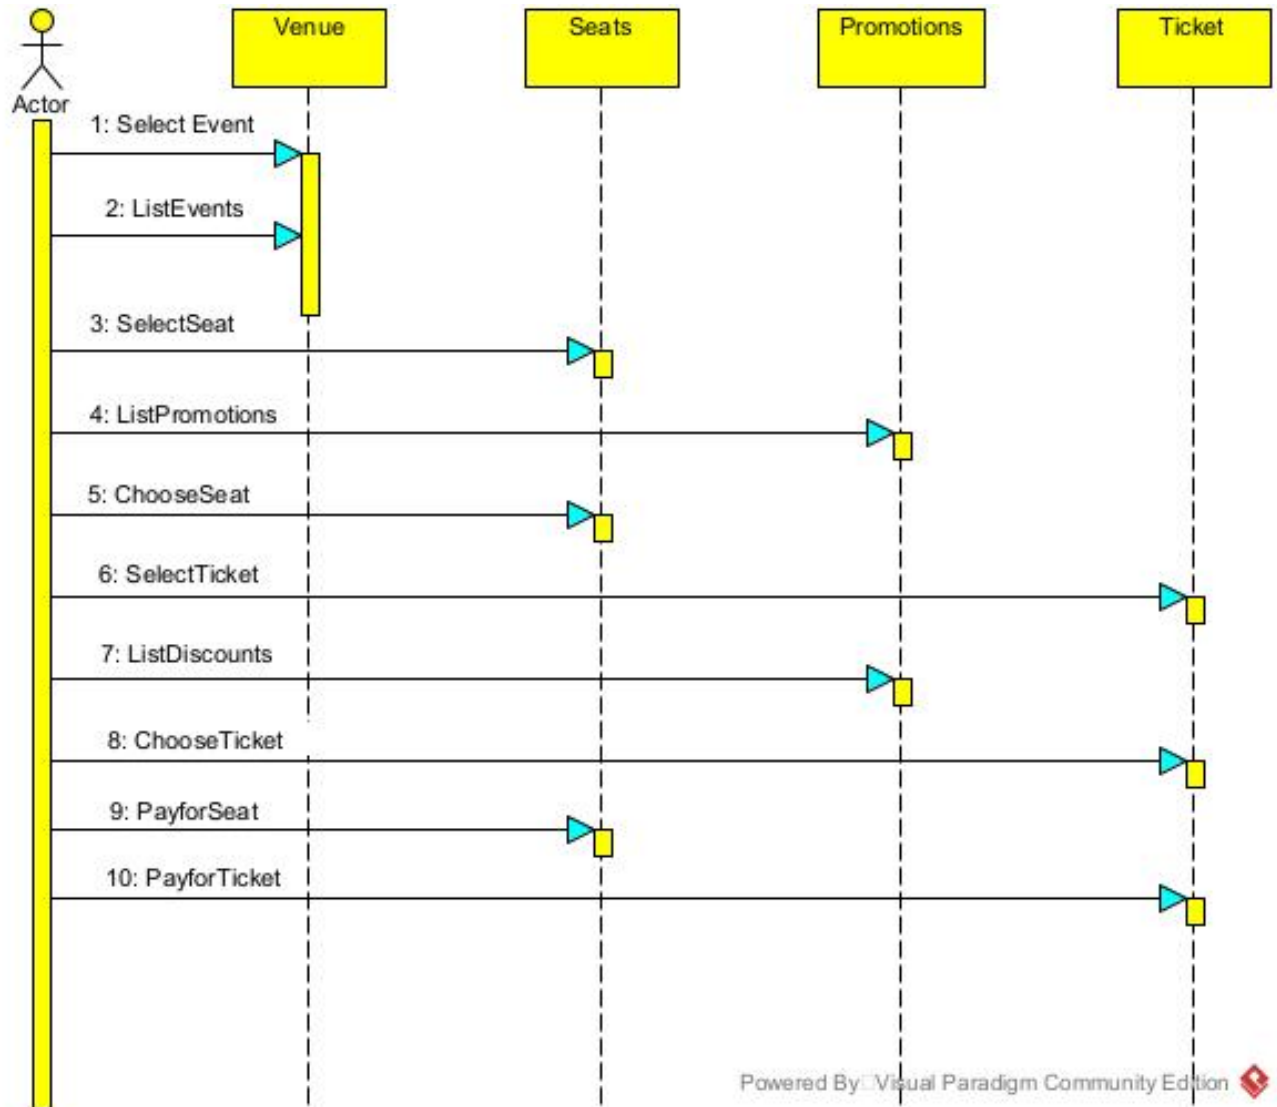 Venue
Seats
Promotions
Ticket
Actor
1: Select Event
2: ListEvents
3: SelectSeat
4: ListPromotions
5: ChooseSeat
6: SelectTicket
7: ListDiscounts
8: ChooseTicket
9: PayforSeat
10: PayforTicket
Powered By Visual Paradigm Community Edition